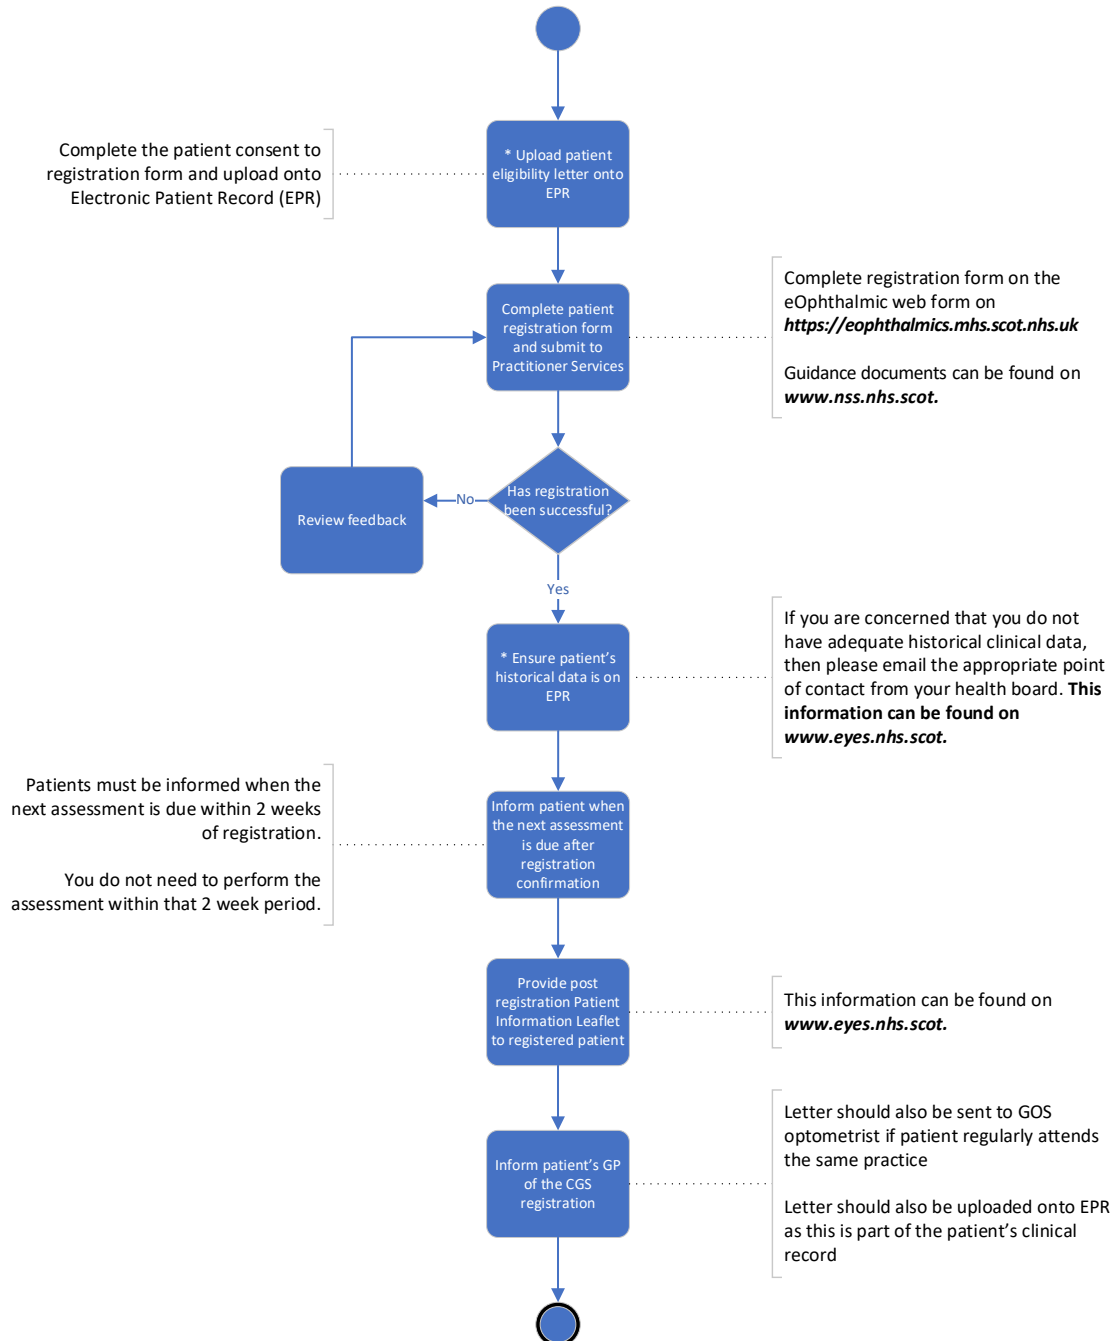 Complete the patient consent to
registration form and upload onto
Electronic Patient Record (EPR)
* Upload patient
eligibility letter onto
EPR
Complete patient
registration form
and submit to
Practitioner Services
Complete registration form on the
eOphthalmic web form on
https://eophthalmics.mhs.scot.nhs.uk
Guidance documents can be found on
www.nss.nhs.scot.
Has registration
been successful?
No
Review feedback
Yes
* Ensure patient’s
historical data is on
EPR
If you are concerned that you do not
have adequate historical clinical data,
then please email the appropriate point
of contact from your health board. This
information can be found on
www.eyes.nhs.scot.
Patients must be informed when the
next assessment is due within 2 weeks
of registration.
You do not need to perform the
assessment within that 2 week period.
Inform patient when
the next assessment
is due after
registration
confirmation
Provide post
registration Patient
Information Leaflet
to registered patient
This information can be found on
www.eyes.nhs.scot.
Inform patient’s GP
of the CGS
registration
Letter should also be sent to GOS
optometrist if patient regularly attends
the same practice
Letter should also be uploaded onto EPR
as this is part of the patient’s clinical
record